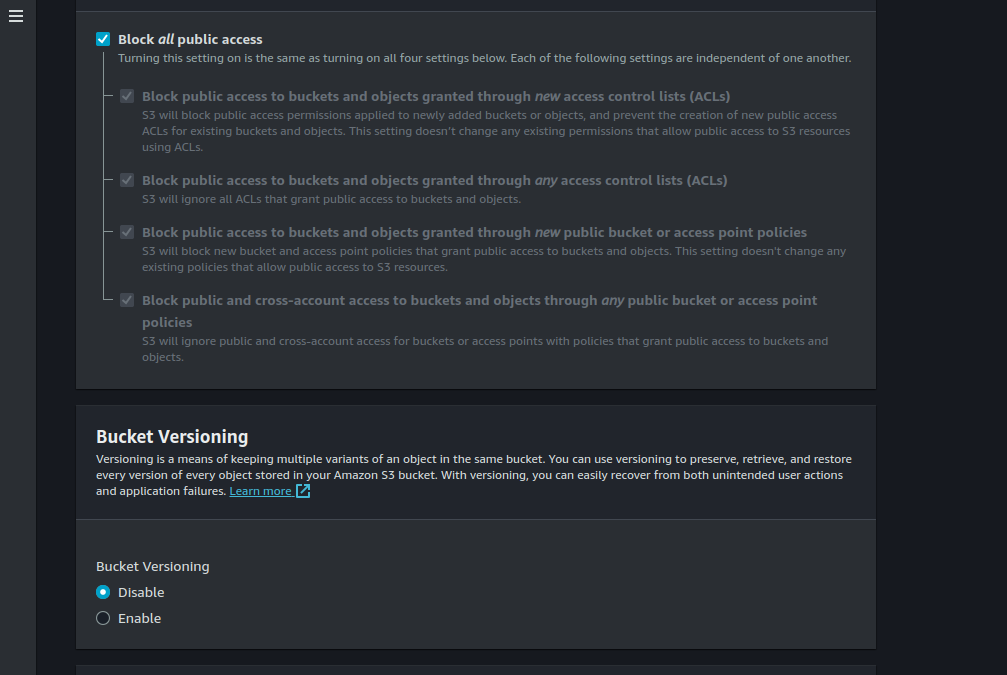 Block all public access
Turning this setting on is the same as turning on all four settings below. Each of the following settings are independent of one another.
Block public access to buckets and objects granted through new access control lists (ACLs)
S3 will block public access permissions applied to newly added buckets or objects, and prevent the creation of new public access
ACLs for existing buckets and objects. This setting doesn't change any existing permissions that allow public access to S3 resources
using ACLs.
Block public access to buckets and objects granted through any access control lists (ACLs)
S3 will ignore all ACLs that grant public access to buckets and objects.
Block public access to buckets and objects granted through new public bucket or access point policies
S3 will block new bucket and access point policies that grant public access to buckets and objects. This setting doesn't change any
existing policies that allow public access to S3 resources.
Block public and cross-account access to buckets and objects through any public bucket or access point
policies
S3 will ignore public and cross-account access for buckets or access points with policies that grant public access to buckets and
objects.
Bucket Versioning
Versioning is a means of keeping multiple variants of an object in the same bucket. You can use versioning to preserve, retrieve, and restore
every version of every object stored in your Amazon S3 bucket. With versioning, you can easily recover from both unintended user actions
and application failures. Learn more
Bucket Versioning
Disable
Enable